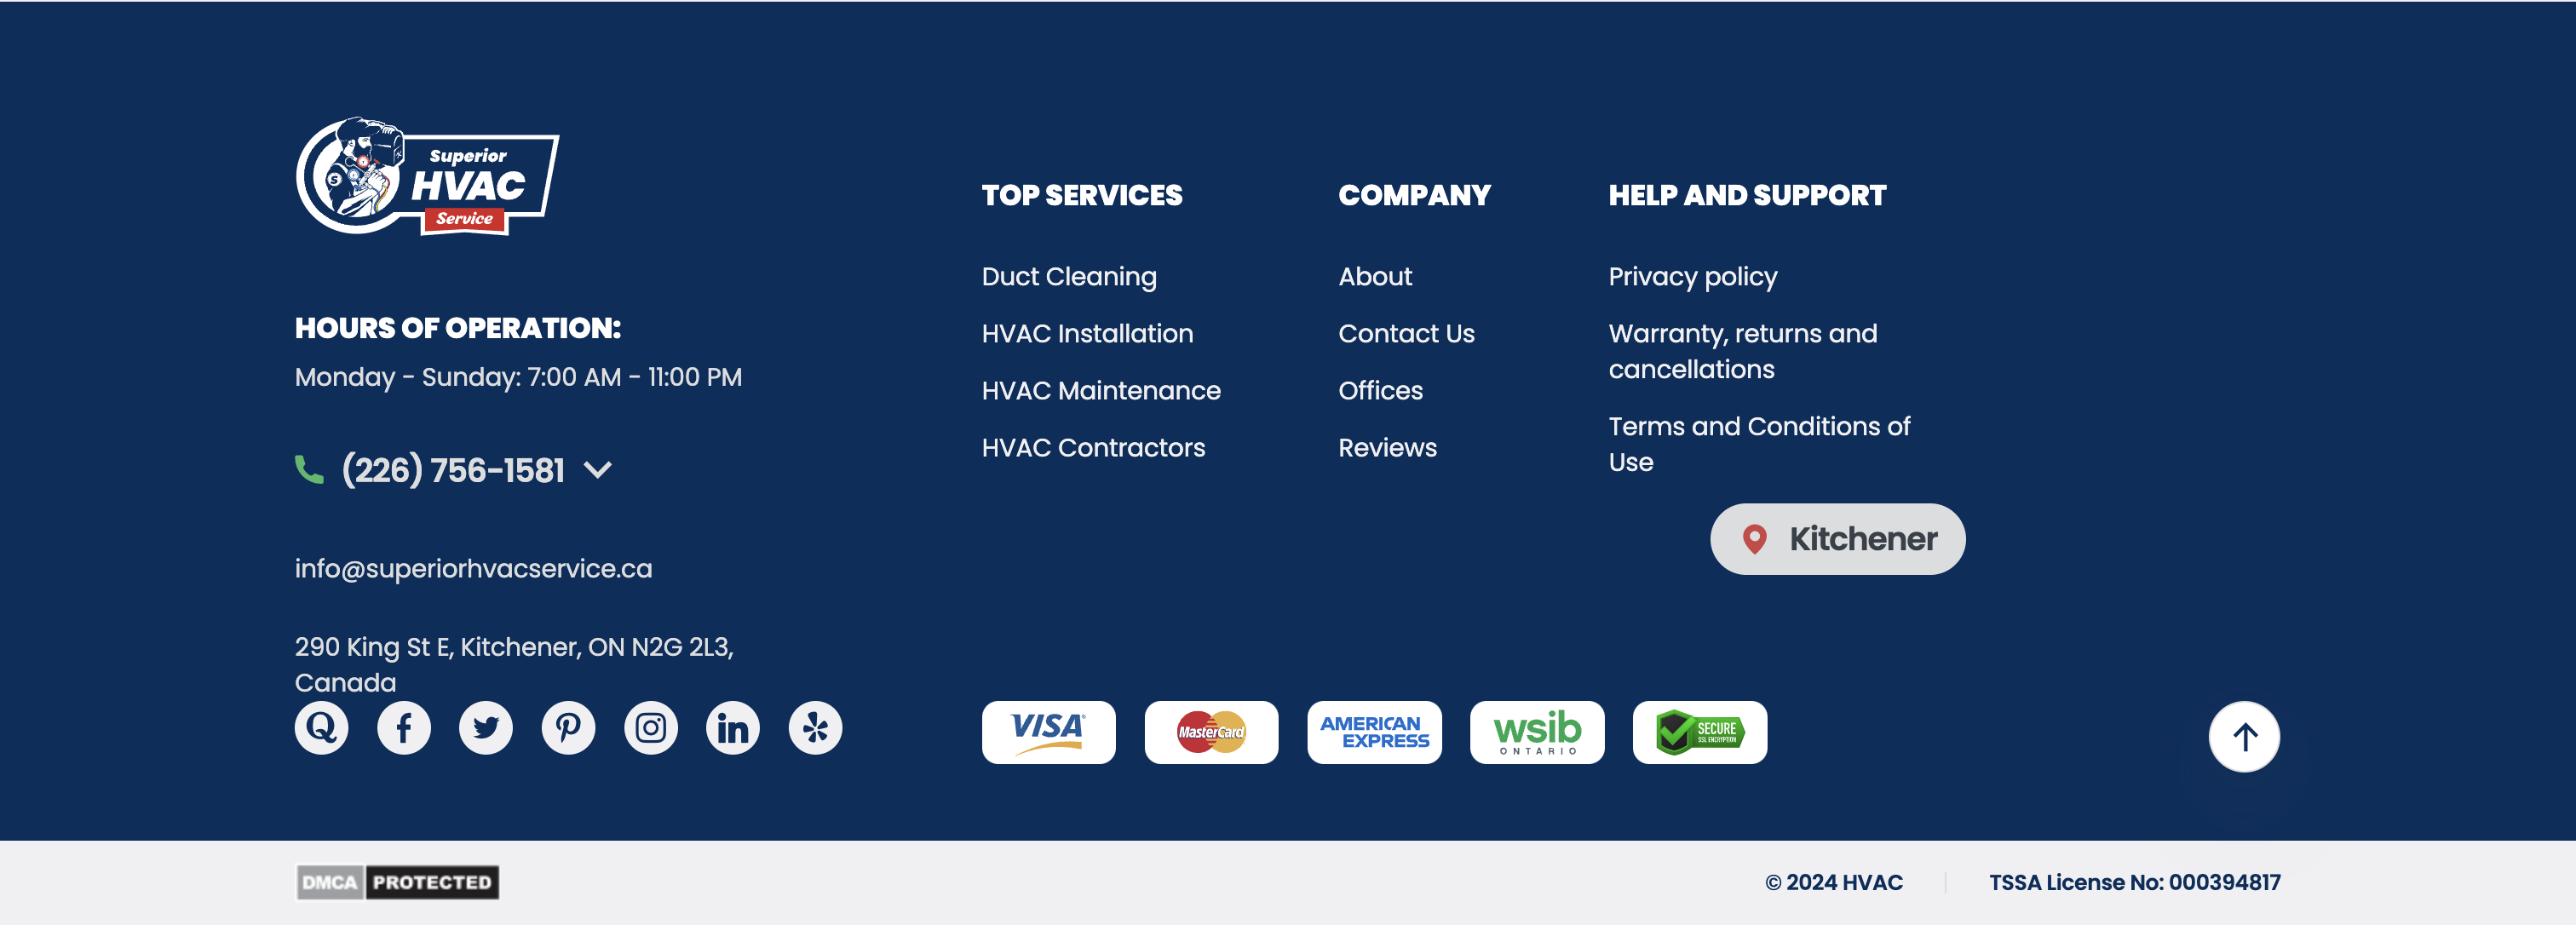 Superior
HVAC
Service
HOURS OF OPERATION:
Monday - Sunday: 7:00 AM - 11:00 PM
(226) 756-1581
info@superiorhvacservice.ca
290 King St E, Kitchener, ON N2G 2L3,
Canada
TOP SERVICES
Duct Cleaning
HVAC Installation
HVAC Maintenance
HVAC Contractors
COMPANY
About
Contact Us
Offices
Reviews
HELP AND SUPPORT
Privacy policy
Warranty, returns and
cancellations
Terms and Conditions of
Use
Kitchener
VISA
MasterCard
AMERICAN
EXPRESS
wsib
ONTARIO
SECURE
SSL ENCRYPTION
DMCA PROTECTED
© 2024 HVAC
TSSA License No: 000394817